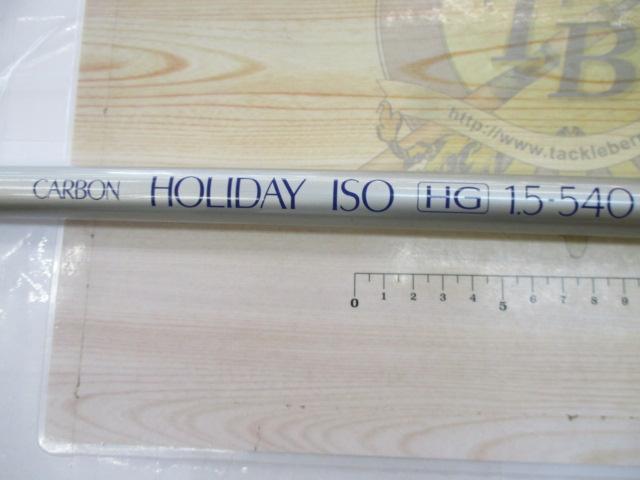 TB
http://www.tackleber
CARBON HOLIDAY ISO HG 1.5-540
0 1 2 3 4 5 6 7 8 9